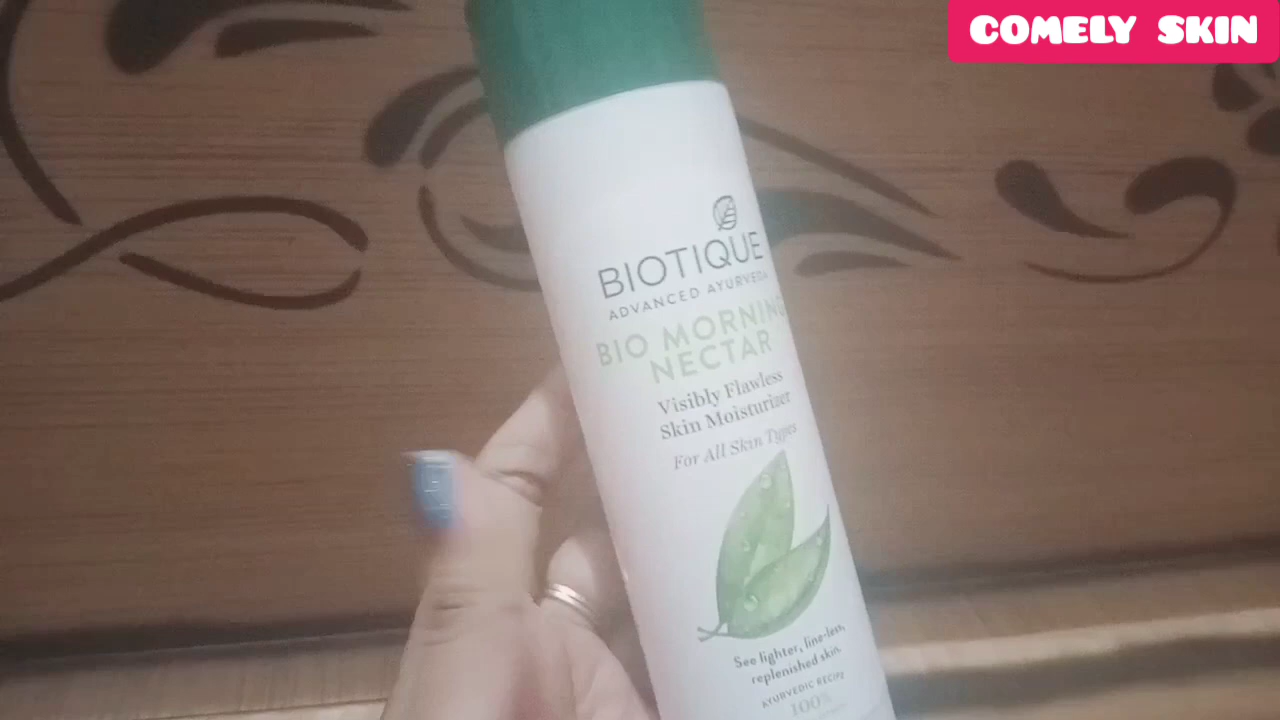 COMELY SKIN
BIOTIQUE
ADVANCED AYURVEDA
BIO MORNING
NECTAR
Visibly Flawless
Skin Moisturizer
For All Skin Types
See lighter, line-less,
replenished skin.
AYURVEDIC RECIPE
100%